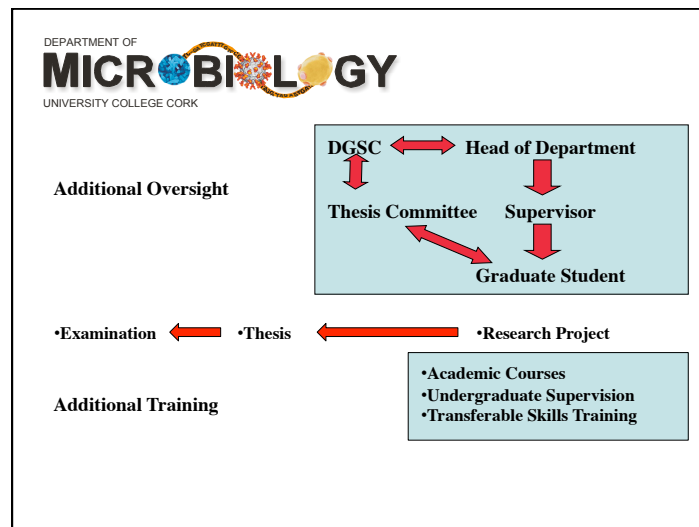 DEPARTMENT OF
MICROBIOLOGY
UNIVERSITY COLLEGE CORK
DGSC Head of Department
Additional Oversight
Thesis Committee Supervisor
Graduate Student
•Examination •Thesis •Research Project
•Academic Courses
•Undergraduate Supervision
•Transferable Skills Training
Additional Training